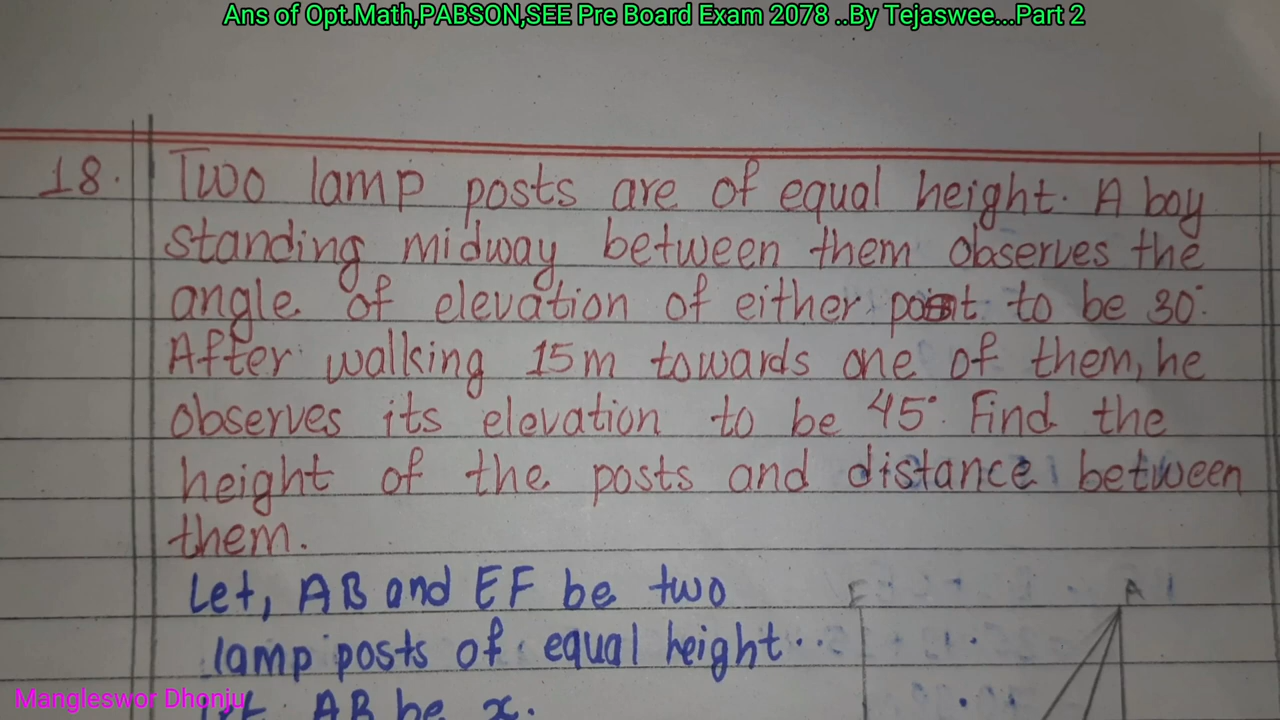 Ans of Opt.Math,PABSON,SEE Pre Board Exam 2078 ..By Tejaswee...Part 2
18. Two lamp posts are of equal height. A boy
standing midway between them observes the
angle of elevation of either post to be 30°.
After walking 15m towards one of them, he
observes its elevation to be 45°. Find the
height of the posts and distance between
them.
Let, AB and EF be two
lamp posts of equal height..
E A
Let AB be x.
Mangleswor Dhonju